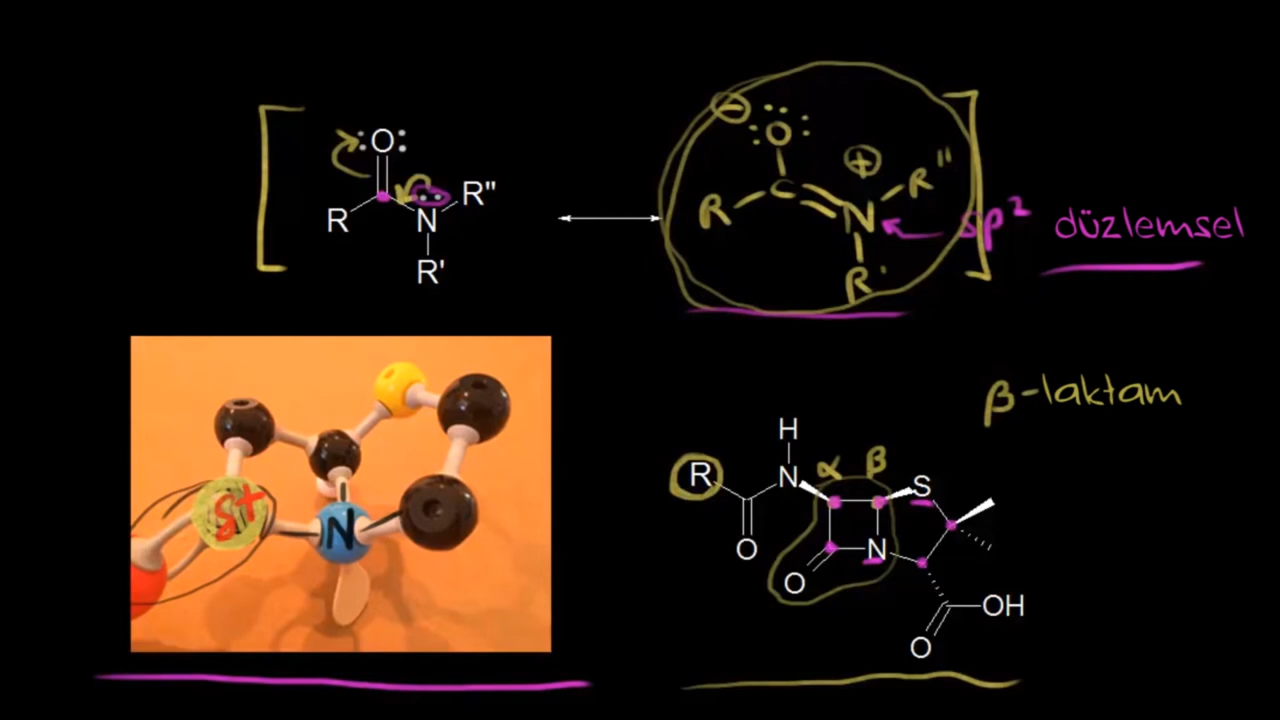 :O:
R N R"
R'
⊖
O
R C N R"
⊕
R'
sp² düzlemsel
S+
N
β-laktam
H
R N α β S
O
O N
OH
O